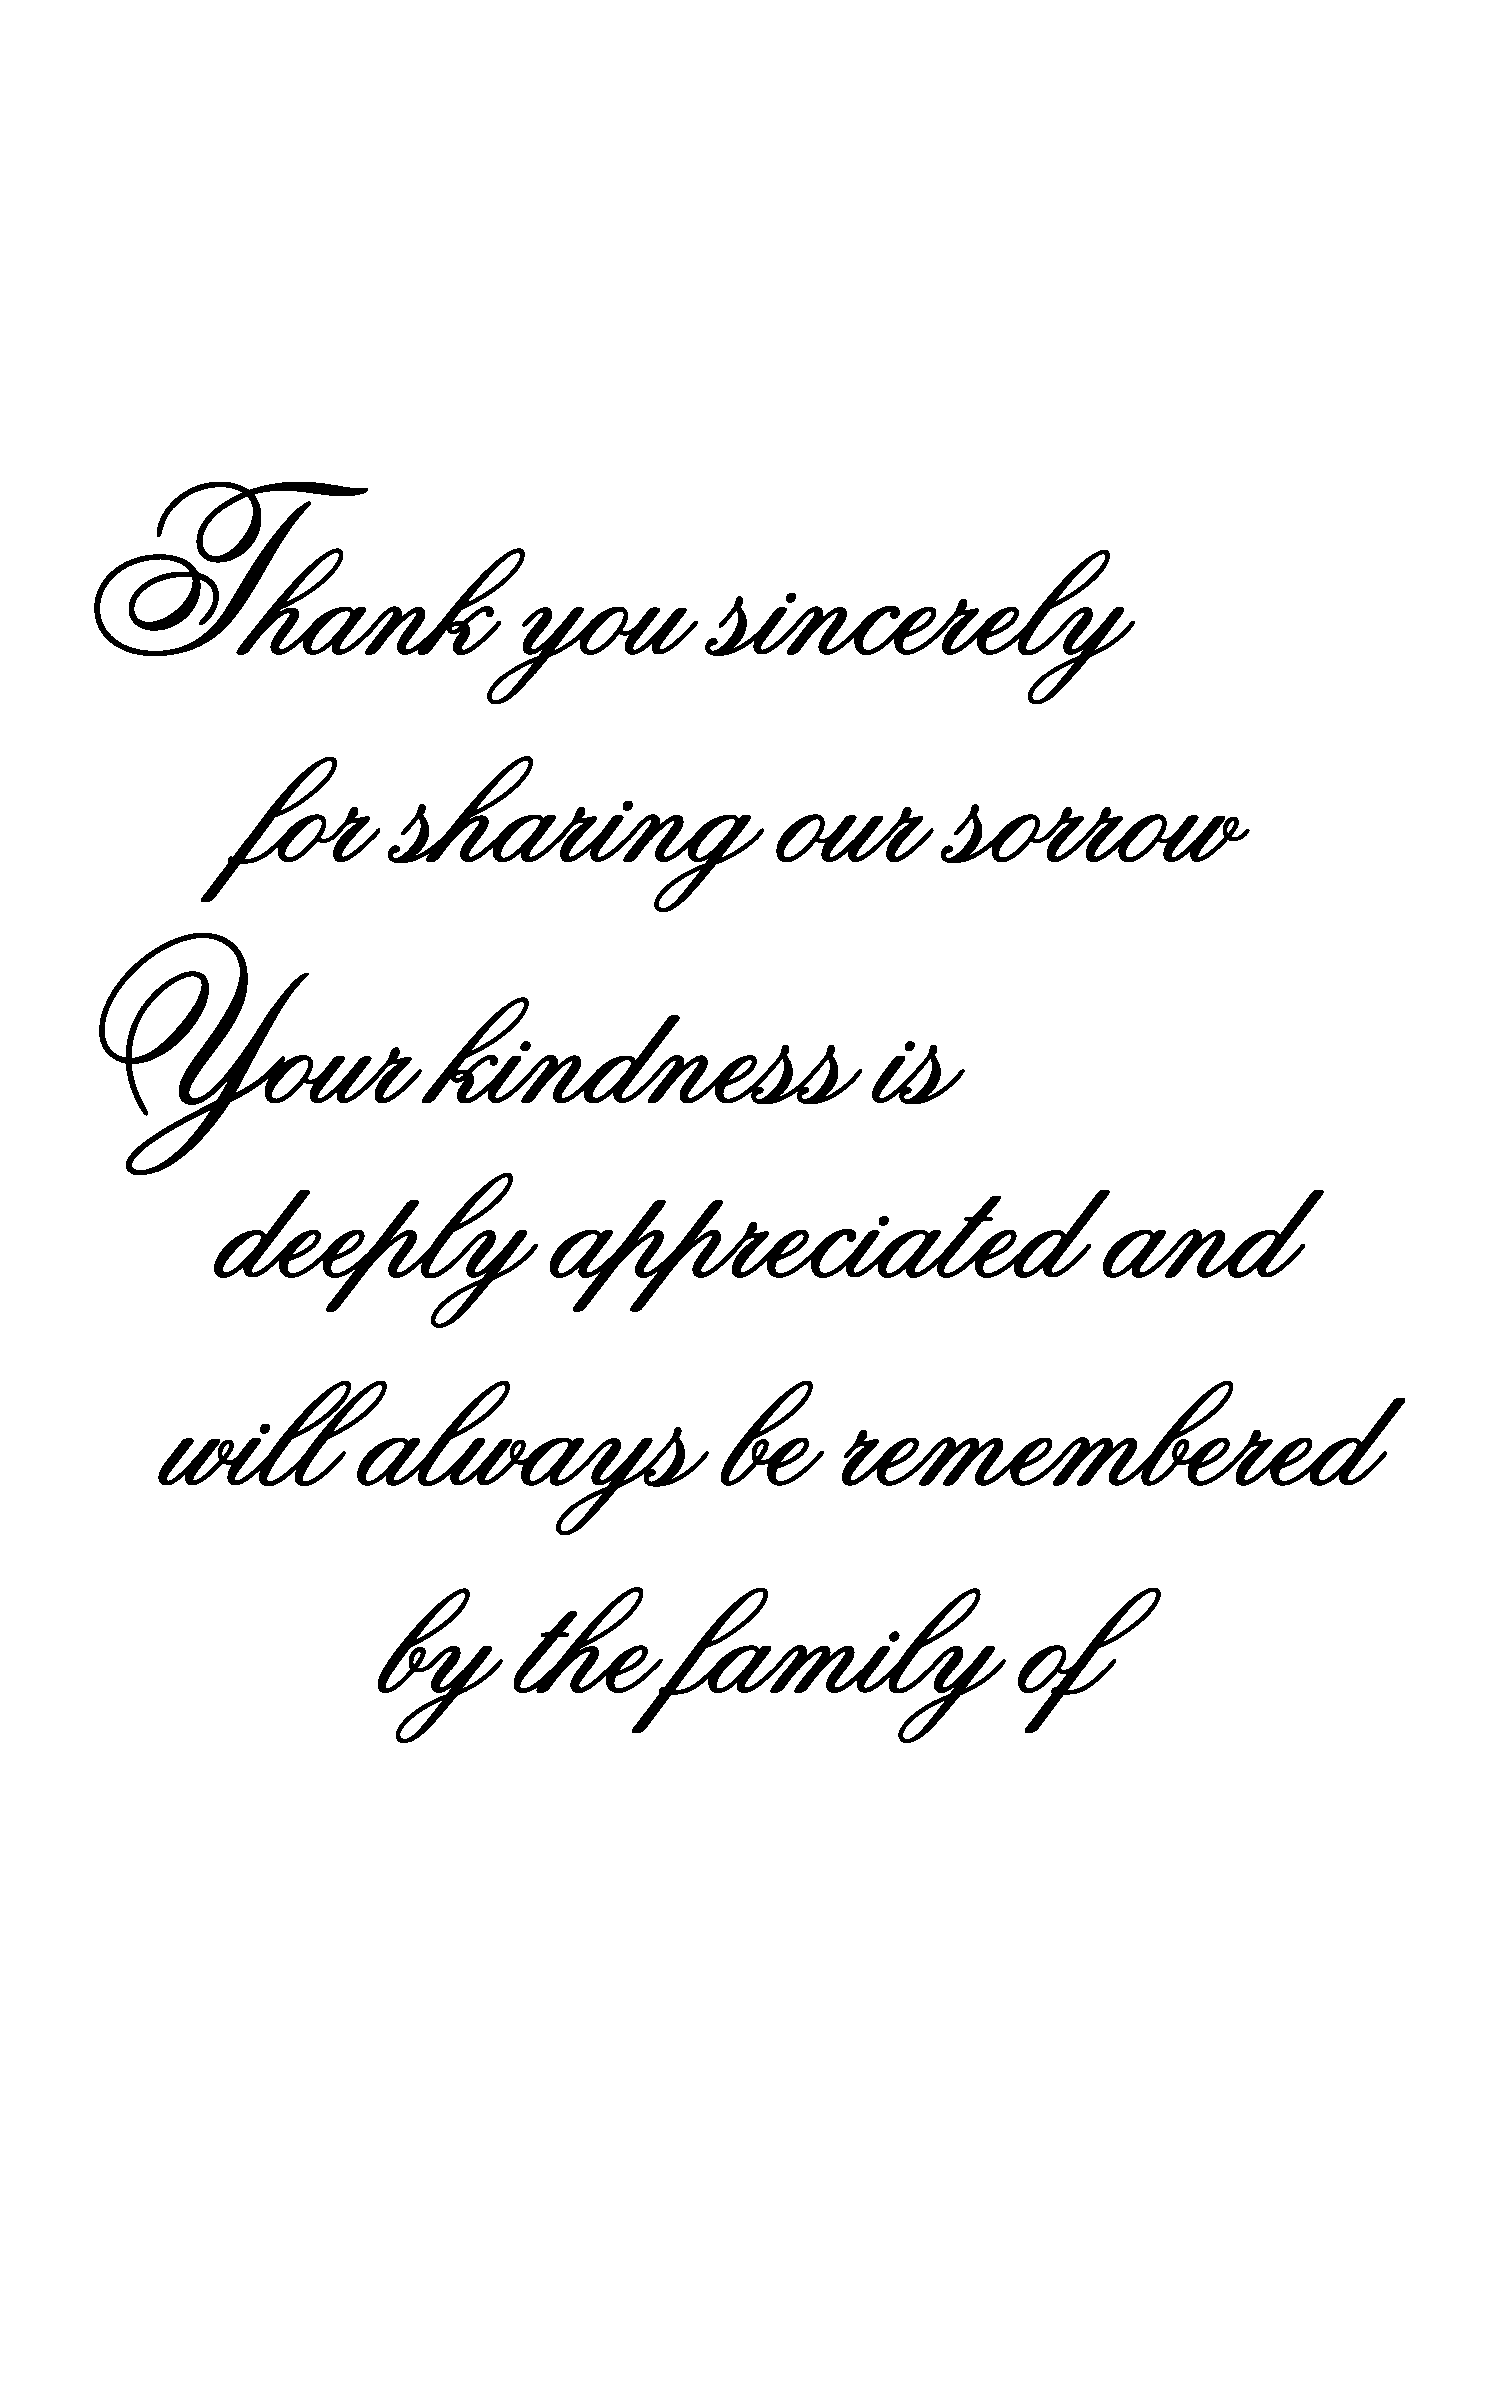 Thank you sincerely
for sharing our sorrow
Your kindness is
deeply appreciated and
will always be remembered
by the family of